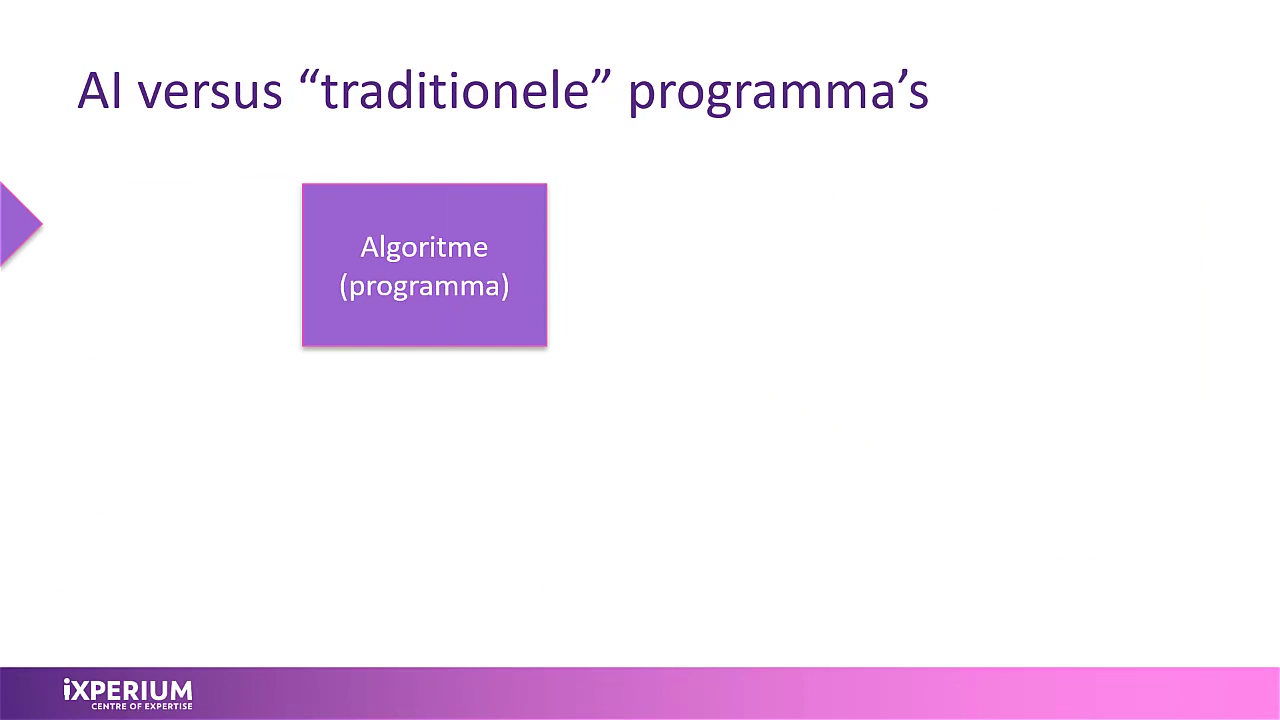 AI versus “traditionele” programma’s
Algoritme
(programma)
iXPERIUM
CENTRE OF EXPERTISE